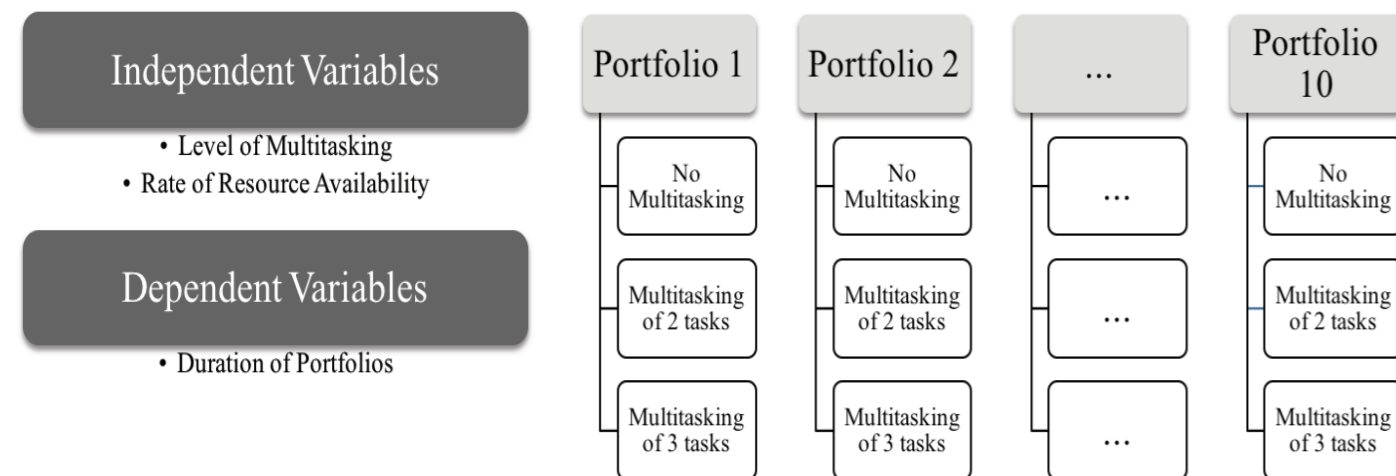 Independent Variables
• Level of Multitasking
• Rate of Resource Availability
Dependent Variables
• Duration of Portfolios
Portfolio 1
No
Multitasking
Multitasking
of 2 tasks
Multitasking
of 3 tasks
Portfolio 2
No
Multitasking
Multitasking
of 2 tasks
Multitasking
of 3 tasks
...
...
...
...
Portfolio
10
No
Multitasking
Multitasking
of 2 tasks
Multitasking
of 3 tasks